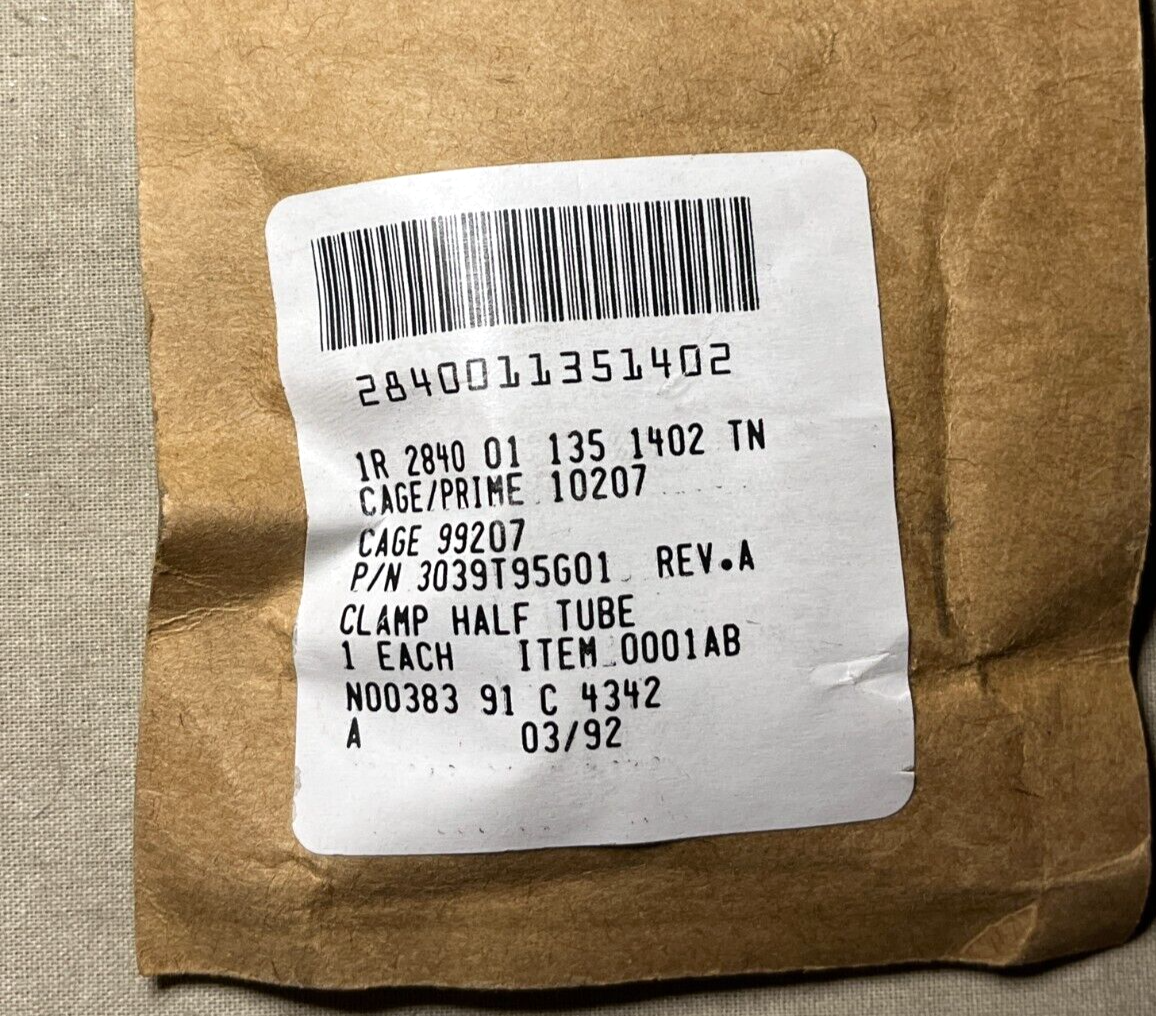 2840011351402
1R 2840 01 135 1402 TN
CAGE/PRIME 10207
CAGE 99207
P/N 3039T95G01 REV.A
CLAMP HALF TUBE
1 EACH ITEM 0001AB
N00383 91 C 4342
A 03/92